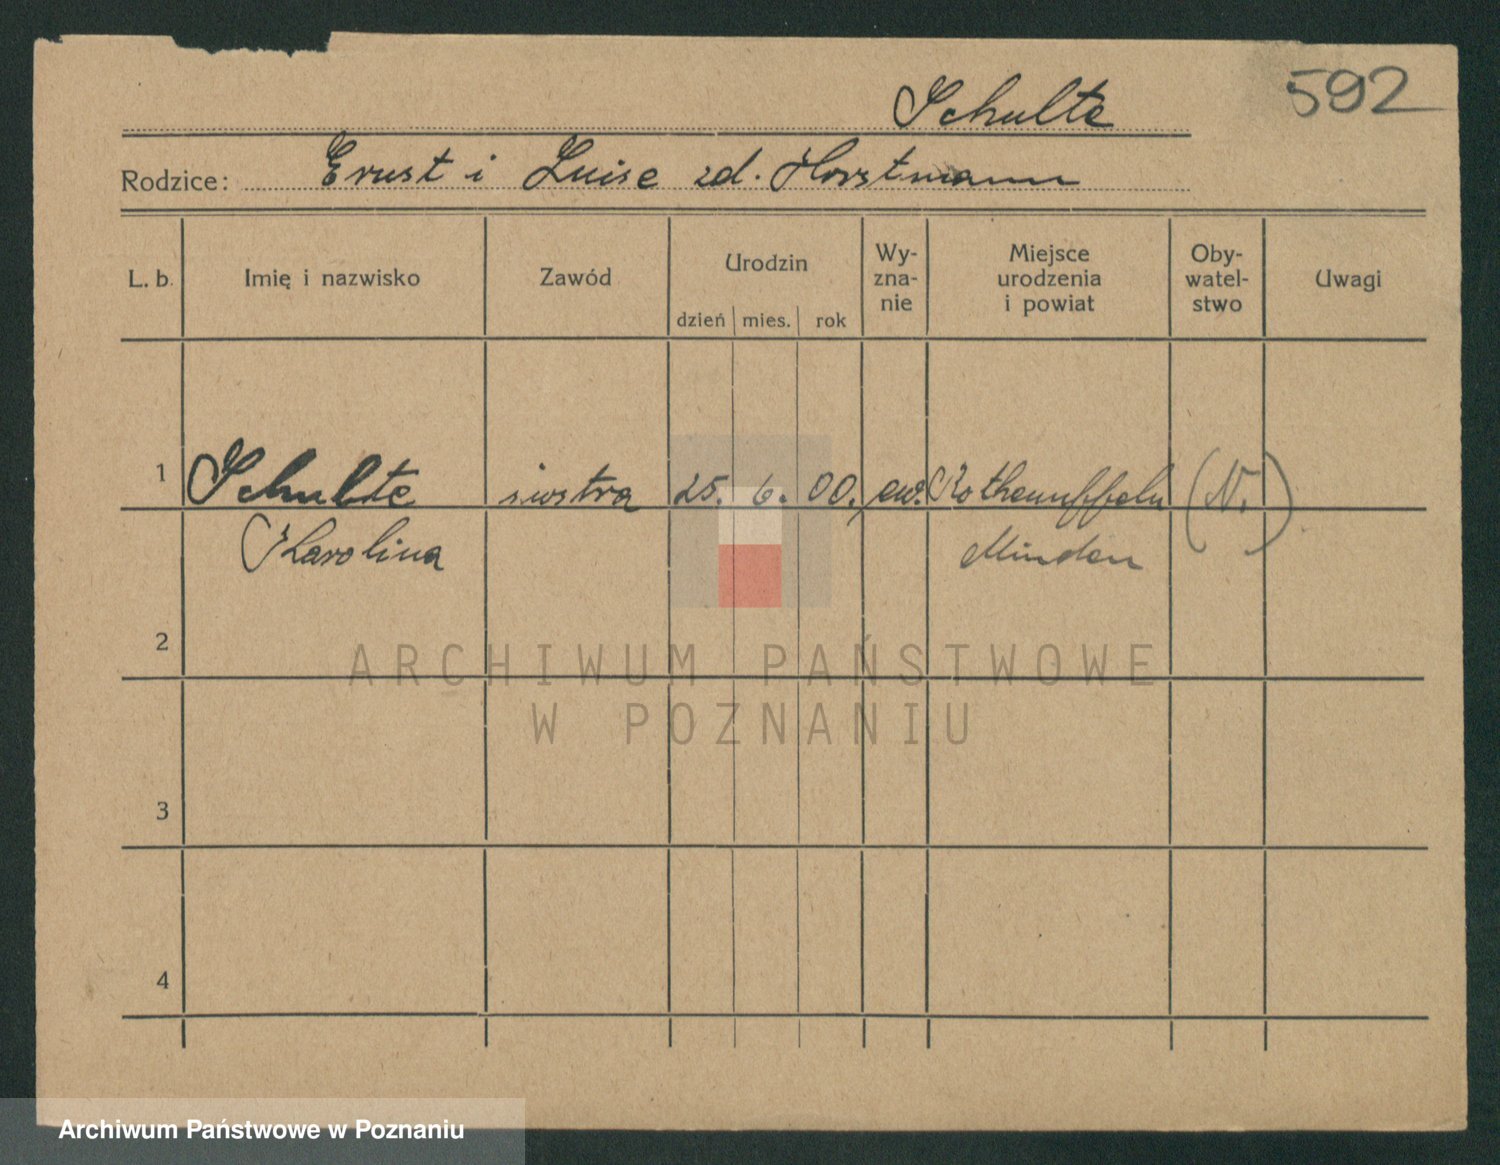 Schulte 592
Rodzice: Ernst i Luise zd. Horstmann
L. b. Imię i nazwisko Zawód Urodzin dzień mies. rok Wy-zna-nie Miejsce urodzenia i powiat Oby-watel-stwo Uwagi
1 Schulte siostra 25. 6. 00. ew. Rothenuffeln (N.)
Karolina Minden
2
3
4
ARCHIWUM PAŃSTWOWE
W POZNANIU
Archiwum Państwowe w Poznaniu